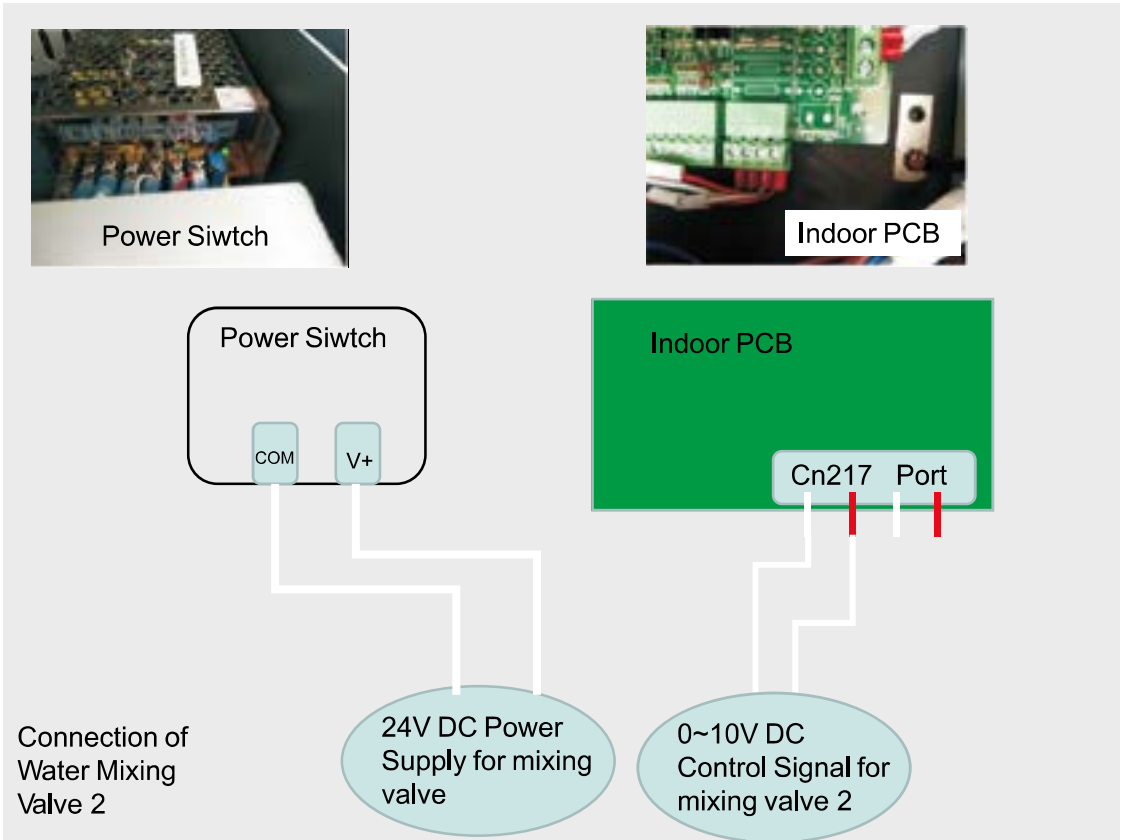 Power Siwtch
Indoor PCB
Power Siwtch
Indoor PCB
COM
V+
Cn217 Port
24V DC Power
Supply for mixing
valve
0~10V DC
Control Signal for
mixing valve 2
Connection of
Water Mixing
Valve 2